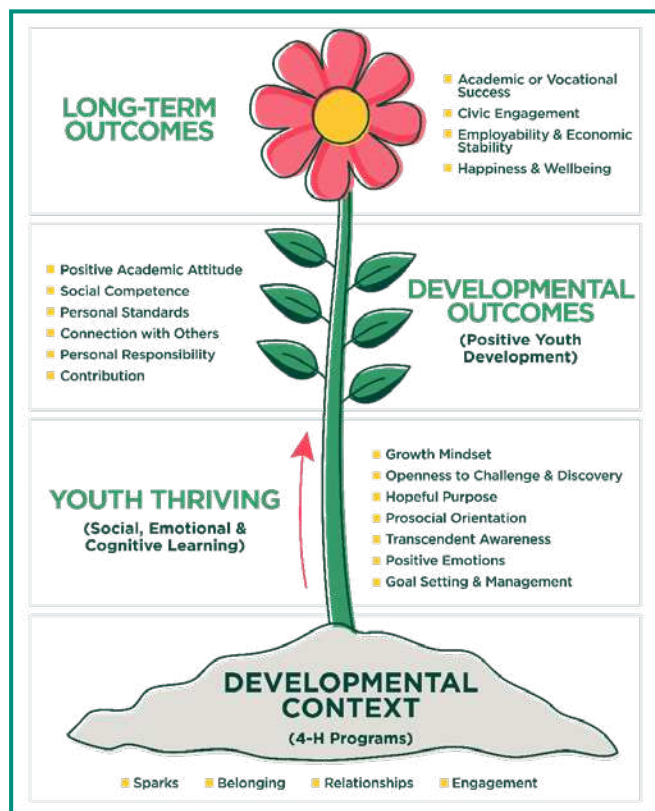 LONG-TERM
OUTCOMES
Academic or Vocational
Success
Civic Engagement
Employability & Economic
Stability
Happiness & Wellbeing
Positive Academic Attitude
Social Competence
Personal Standards
Connection with Others
Personal Responsibility
Contribution
DEVELOPMENTAL
OUTCOMES
(Positive Youth
Development)
YOUTH THRIVING
(Social, Emotional &
Cognitive Learning)
Growth Mindset
Openness to Challenge & Discovery
Hopeful Purpose
Prosocial Orientation
Transcendent Awareness
Positive Emotions
Goal Setting & Management
DEVELOPMENTAL
CONTEXT
(4-H Programs)
Sparks Belonging Relationships Engagement